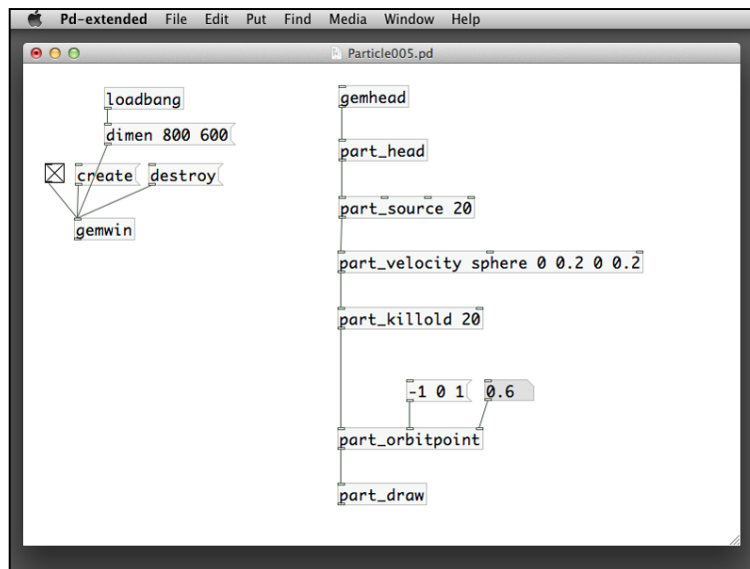 Pd-extended File Edit Put Find Media Window Help
Particle005.pd
loadbang
dimen 800 600
create destroy
gemwin
gemhead
part_head
part_source 20
part_velocity sphere 0 0.2 0 0.2
part_killold 20
-1 0 1 0.6
part_orbitpoint
part_draw